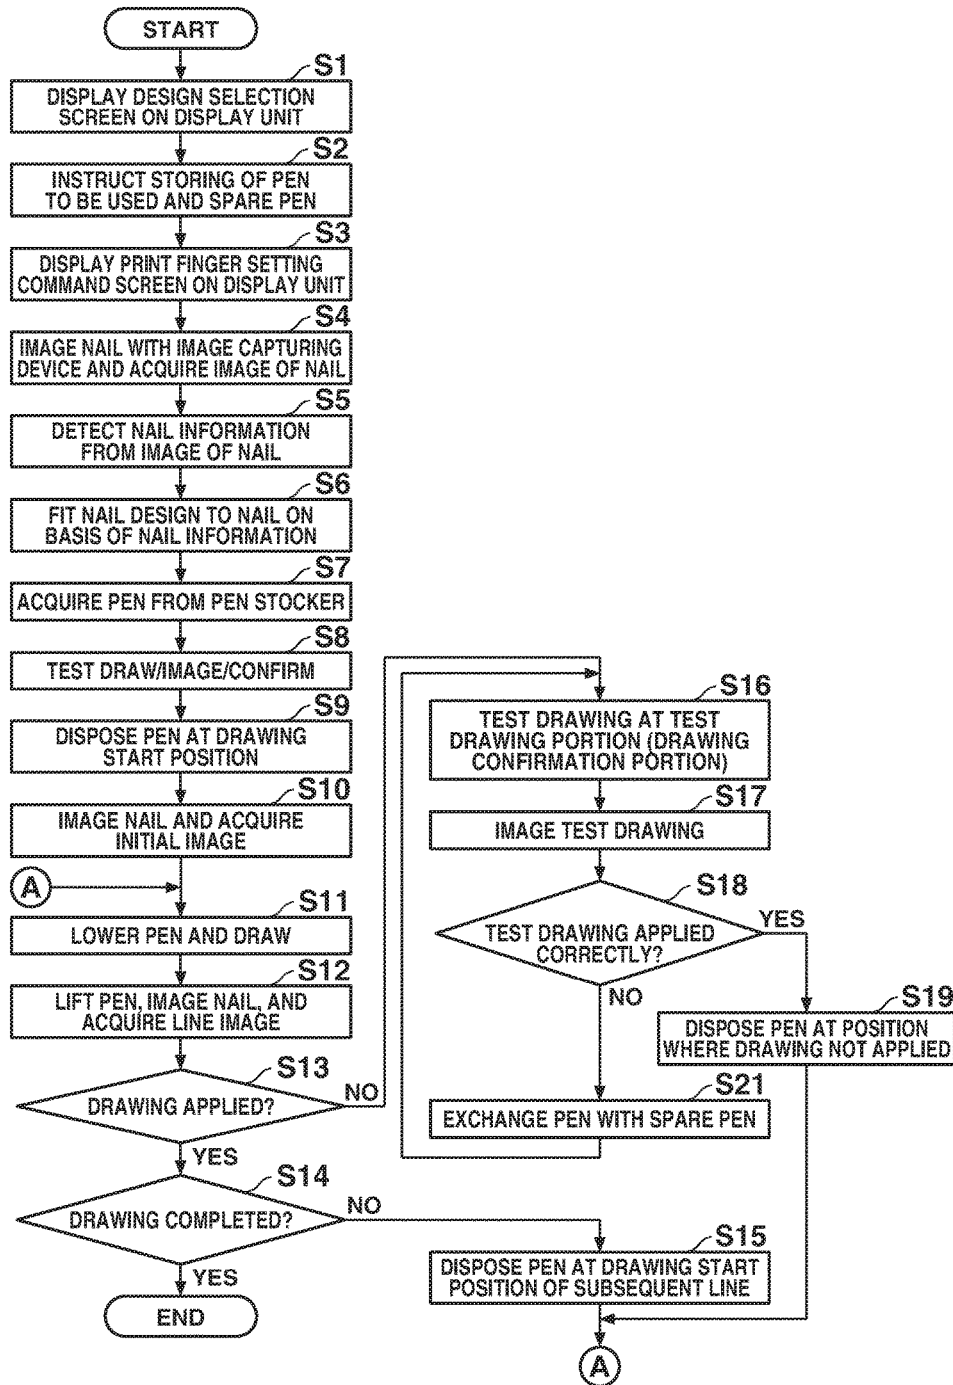 START
S1
DISPLAY DESIGN SELECTION
SCREEN ON DISPLAY UNIT
S2
INSTRUCT STORING OF PEN
TO BE USED AND SPARE PEN
S3
DISPLAY PRINT FINGER SETTING
COMMAND SCREEN ON DISPLAY UNIT
S4
IMAGE NAIL WITH IMAGE CAPTURING
DEVICE AND ACQUIRE IMAGE OF NAIL
S5
DETECT NAIL INFORMATION
FROM IMAGE OF NAIL
S6
FIT NAIL DESIGN TO NAIL ON
BASIS OF NAIL INFORMATION
S7
ACQUIRE PEN FROM PEN STOCKER
S8
TEST DRAW/IMAGE/CONFIRM
S9
DISPOSE PEN AT DRAWING
START POSITION
S10
IMAGE NAIL AND ACQUIRE
INITIAL IMAGE
A
S11
LOWER PEN AND DRAW
S12
LIFT PEN, IMAGE NAIL, AND
ACQUIRE LINE IMAGE
S13
DRAWING APPLIED?
NO
YES
S14
DRAWING COMPLETED?
NO
YES
END
S16
TEST DRAWING AT TEST
DRAWING PORTION (DRAWING
CONFIRMATION PORTION)
S17
IMAGE TEST DRAWING
S18
TEST DRAWING APPLIED
CORRECTLY?
YES
NO
S19
DISPOSE PEN AT POSITION
WHERE DRAWING NOT APPLIED
S21
EXCHANGE PEN WITH SPARE PEN
S15
DISPOSE PEN AT DRAWING START
POSITION OF SUBSEQUENT LINE
A